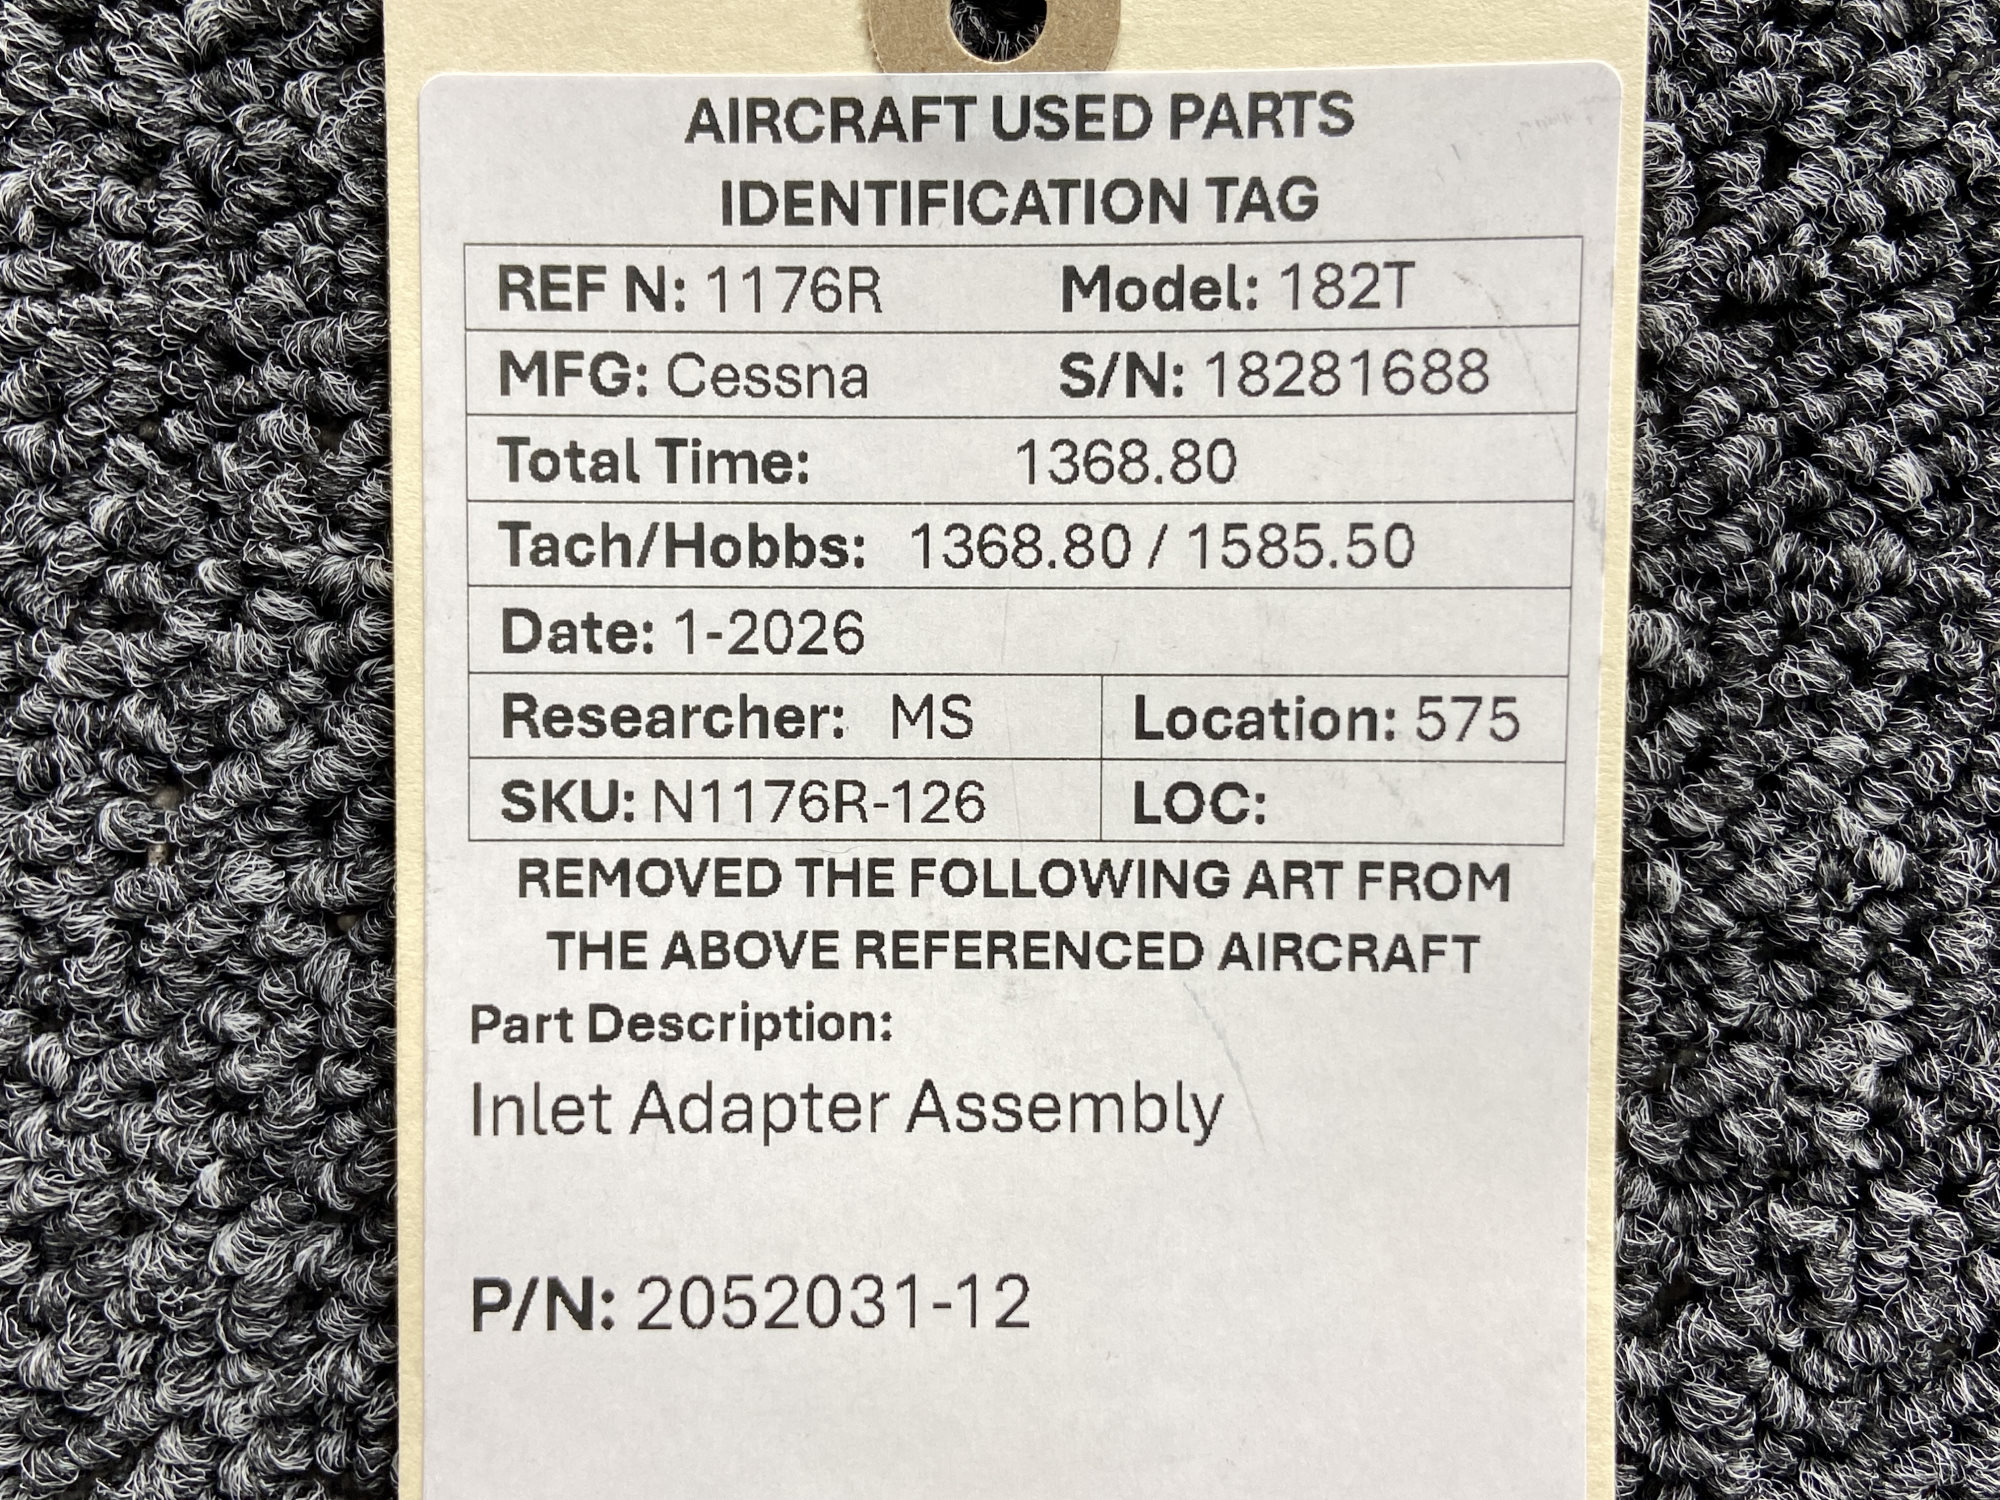 AIRCRAFT USED PARTS
IDENTIFICATION TAG
REF N: 1176R Model: 182T
MFG: Cessna S/N: 18281688
Total Time: 1368.80
Tach/Hobbs: 1368.80 / 1585.50
Date: 1-2026
Researcher: MS Location: 575
SKU: N1176R-126 LOC:
REMOVED THE FOLLOWING ART FROM
THE ABOVE REFERENCED AIRCRAFT
Part Description:
Inlet Adapter Assembly
P/N: 2052031-12